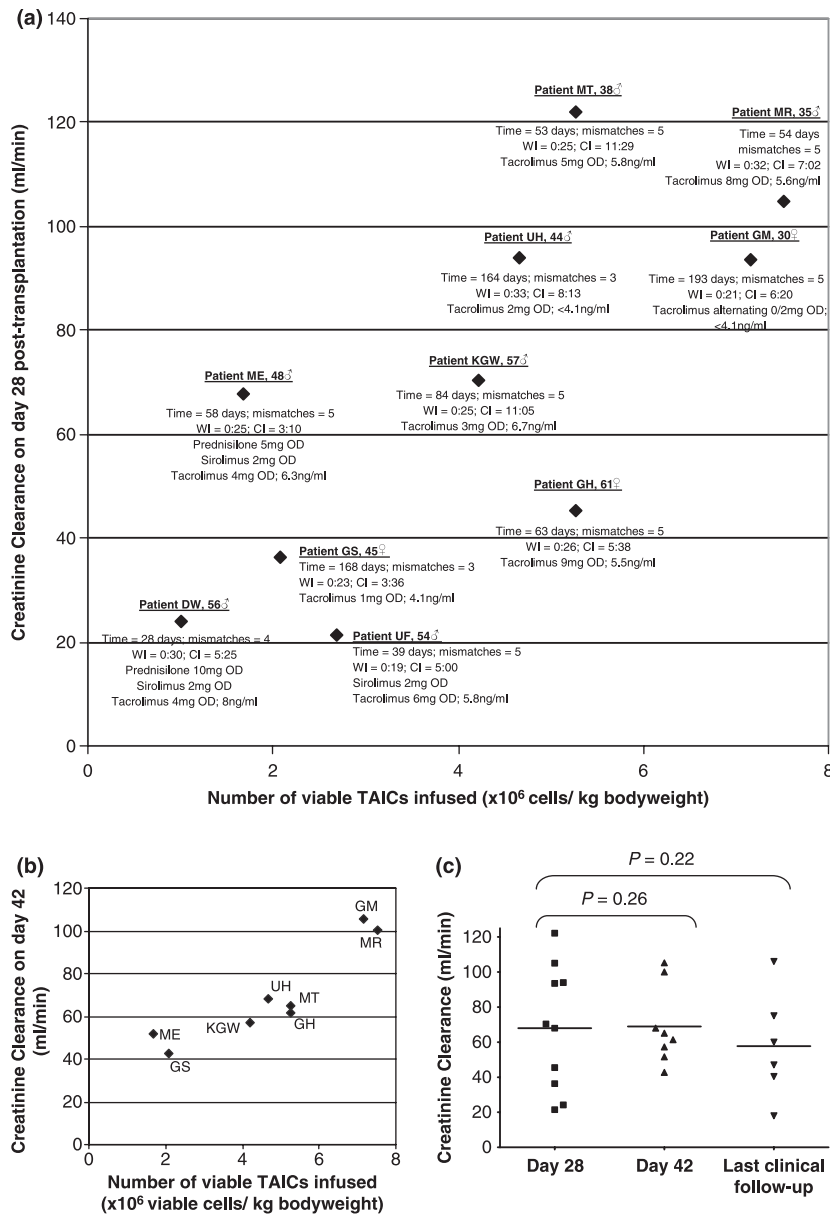 (a)
140
120
100
80
60
40
20
0
Creatinine Clearance on day 28 post-transplantation (ml/min)
Patient MT, 38♂
Time = 53 days; mismatches = 5
WI = 0:25; CI = 11:29
Tacrolimus 5mg OD; 5.8ng/ml
Patient MR, 35♂
Time = 54 days
mismatches = 5
WI = 0:32; CI = 7:02
Tacrolimus 8mg OD; 5.6ng/ml
Patient UH, 44♂
Time = 164 days; mismatches = 3
WI = 0:33; CI = 8:13
Tacrolimus 2mg OD; <4.1ng/ml
Patient GM, 30♀
Time = 193 days; mismatches = 5
WI = 0:21; CI = 6:20
Tacrolimus alternating 0/2mg OD;
<4.1ng/ml
Patient ME, 48♂
Time = 58 days; mismatches = 5
WI = 0:25; CI = 3:10
Prednisilone 5mg OD
Sirolimus 2mg OD
Tacrolimus 4mg OD; 6.3ng/ml
Patient KGW, 57♂
Time = 84 days; mismatches = 5
WI = 0:25; CI = 11:05
Tacrolimus 3mg OD; 6.7ng/ml
Patient GH, 61♀
Time = 63 days; mismatches = 5
WI = 0:26; CI = 5:38
Tacrolimus 9mg OD; 5.5ng/ml
Patient GS, 45♀
Time = 168 days; mismatches = 3
WI = 0:23; CI = 3:36
Tacrolimus 1mg OD; 4.1ng/ml
Patient DW, 56♂
Time = 28 days; mismatches = 4
WI = 0:30; CI = 5:25
Prednisilone 10mg OD
Sirolimus 2mg OD
Tacrolimus 4mg OD; 8ng/ml
Patient UF, 54♂
Time = 39 days; mismatches = 5
WI = 0:19; CI = 5:00
Sirolimus 2mg OD
Tacrolimus 6mg OD; 5.8ng/ml
0 2 4 6 8
Number of viable TAICs infused (x10⁶ cells/ kg bodyweight)
(b)
Creatinine Clearance on day 42
(ml/min)
120
100
80
60
40
20
0
GM
MR
UH
MT
GH
KGW
ME
GS
0 2 4 6 8
Number of viable TAICs infused
(x10⁶ viable cells/ kg bodyweight)
(c)
P = 0.22
P = 0.26
Creatinine Clearance (ml/min)
120
100
80
60
40
20
0
Day 28 Day 42 Last clinical
follow-up